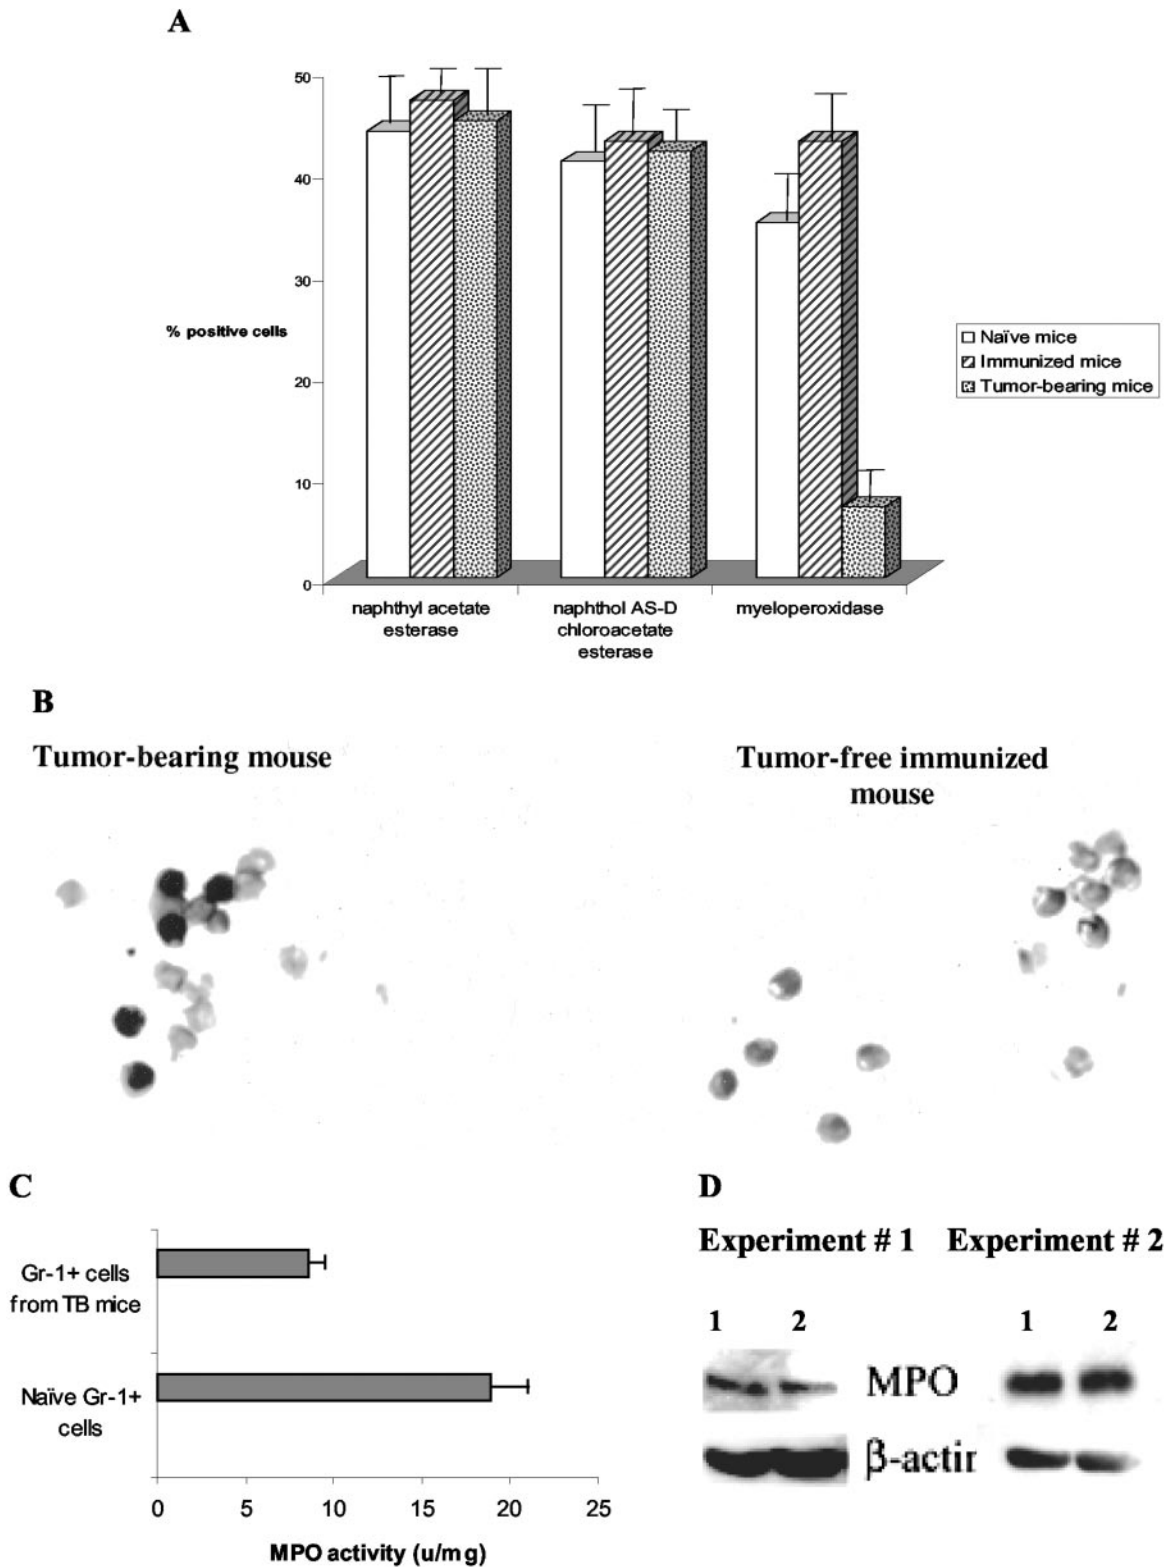 A
50
40
30
% positive cells
20
10
0
Naïve mice
Immunized mice
Tumor-bearing mice
naphthyl acetate
esterase
naphthol AS-D
chloroacetate
esterase
myeloperoxidase
B
Tumor-bearing mouse
Tumor-free immunized
mouse
C
Gr-1+ cells
from TB mice
Naïve Gr-1+
cells
0 5 10 15 20 25
MPO activity (u/mg)
D
Experiment # 1 Experiment # 2
1 2 1 2
MPO
β-actir